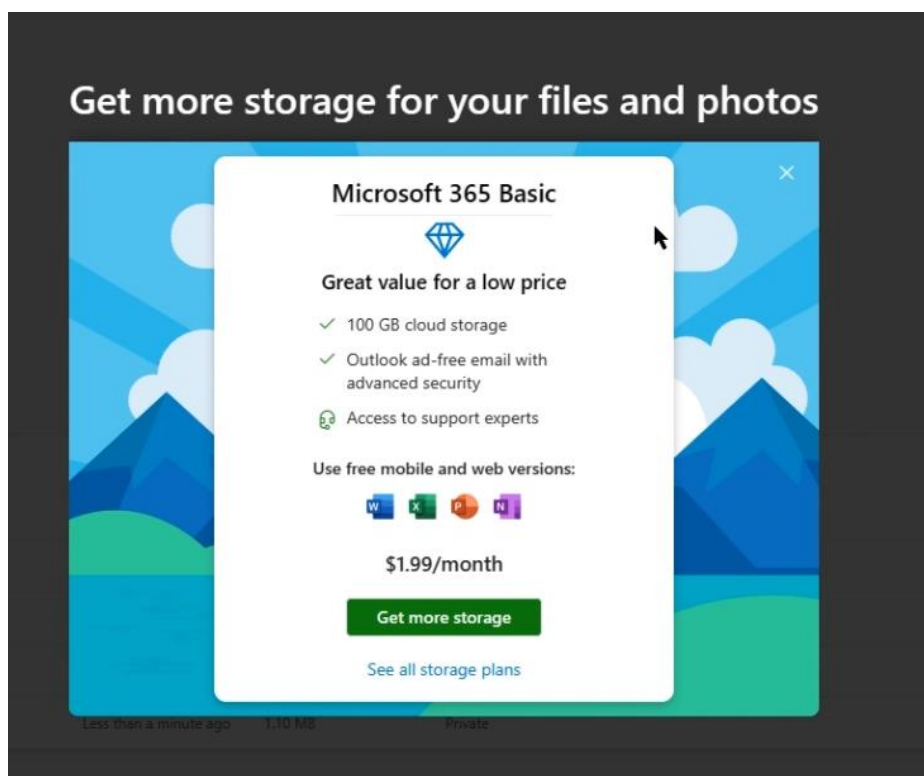 Get more storage for your files and photos
Microsoft 365 Basic
Great value for a low price
100 GB cloud storage
Outlook ad-free email with
advanced security
Access to support experts
Use free mobile and web versions:
W X P N
$1.99/month
Get more storage
See all storage plans
Less than a minute ago 1.10 MB Private